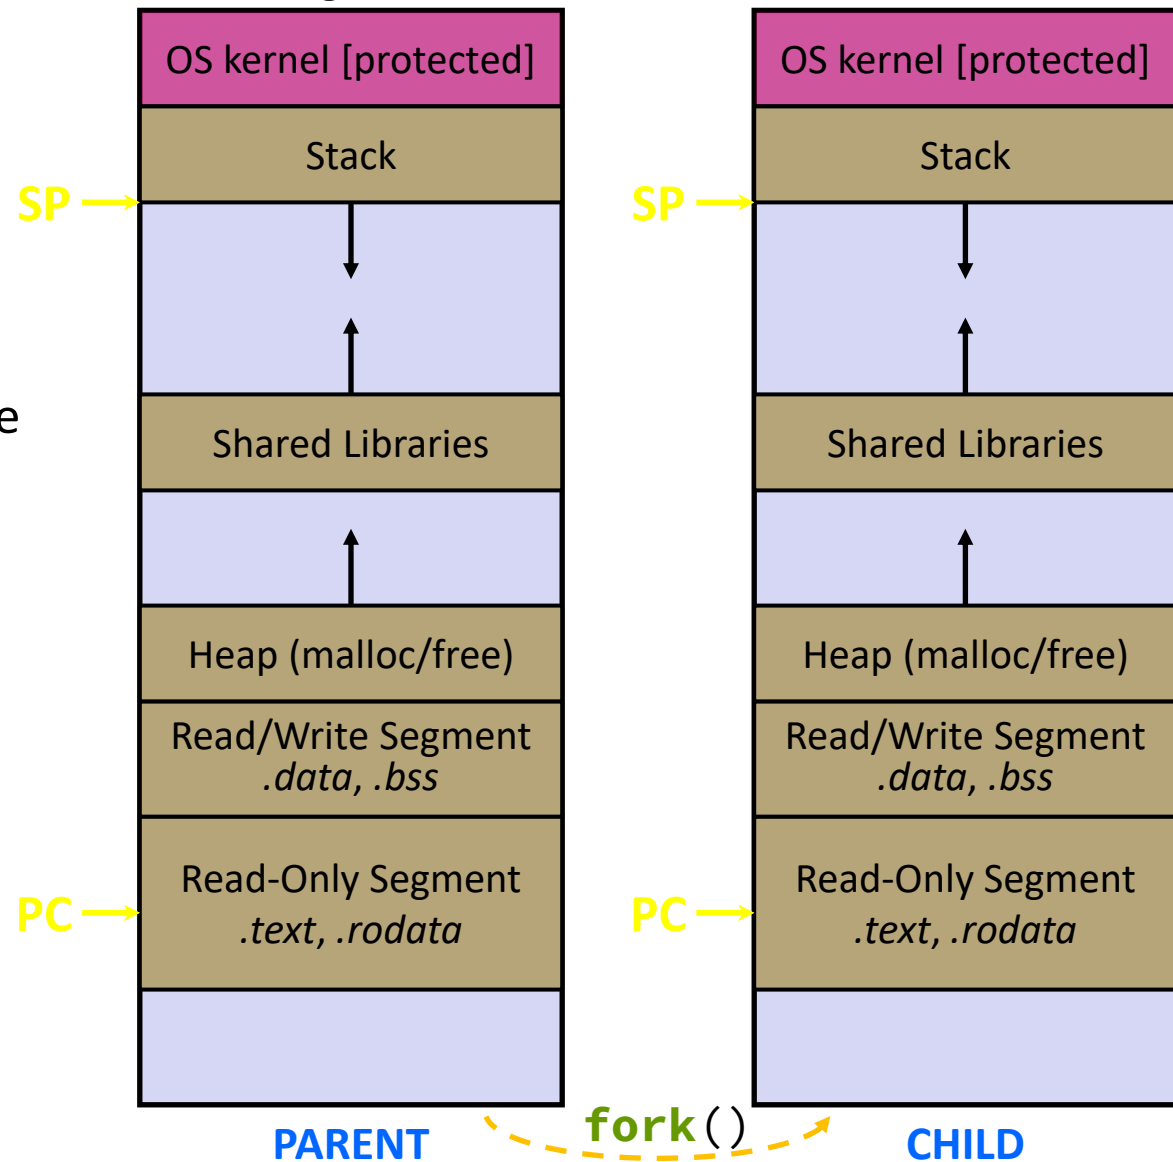 OS kernel [protected]
Stack
SP
Shared Libraries
Heap (malloc/free)
Read/Write Segment
.data, .bss
Read-Only Segment
.text, .rodata
PC
PARENT
OS kernel [protected]
Stack
SP
Shared Libraries
Heap (malloc/free)
Read/Write Segment
.data, .bss
Read-Only Segment
.text, .rodata
PC
CHILD
fork()
e